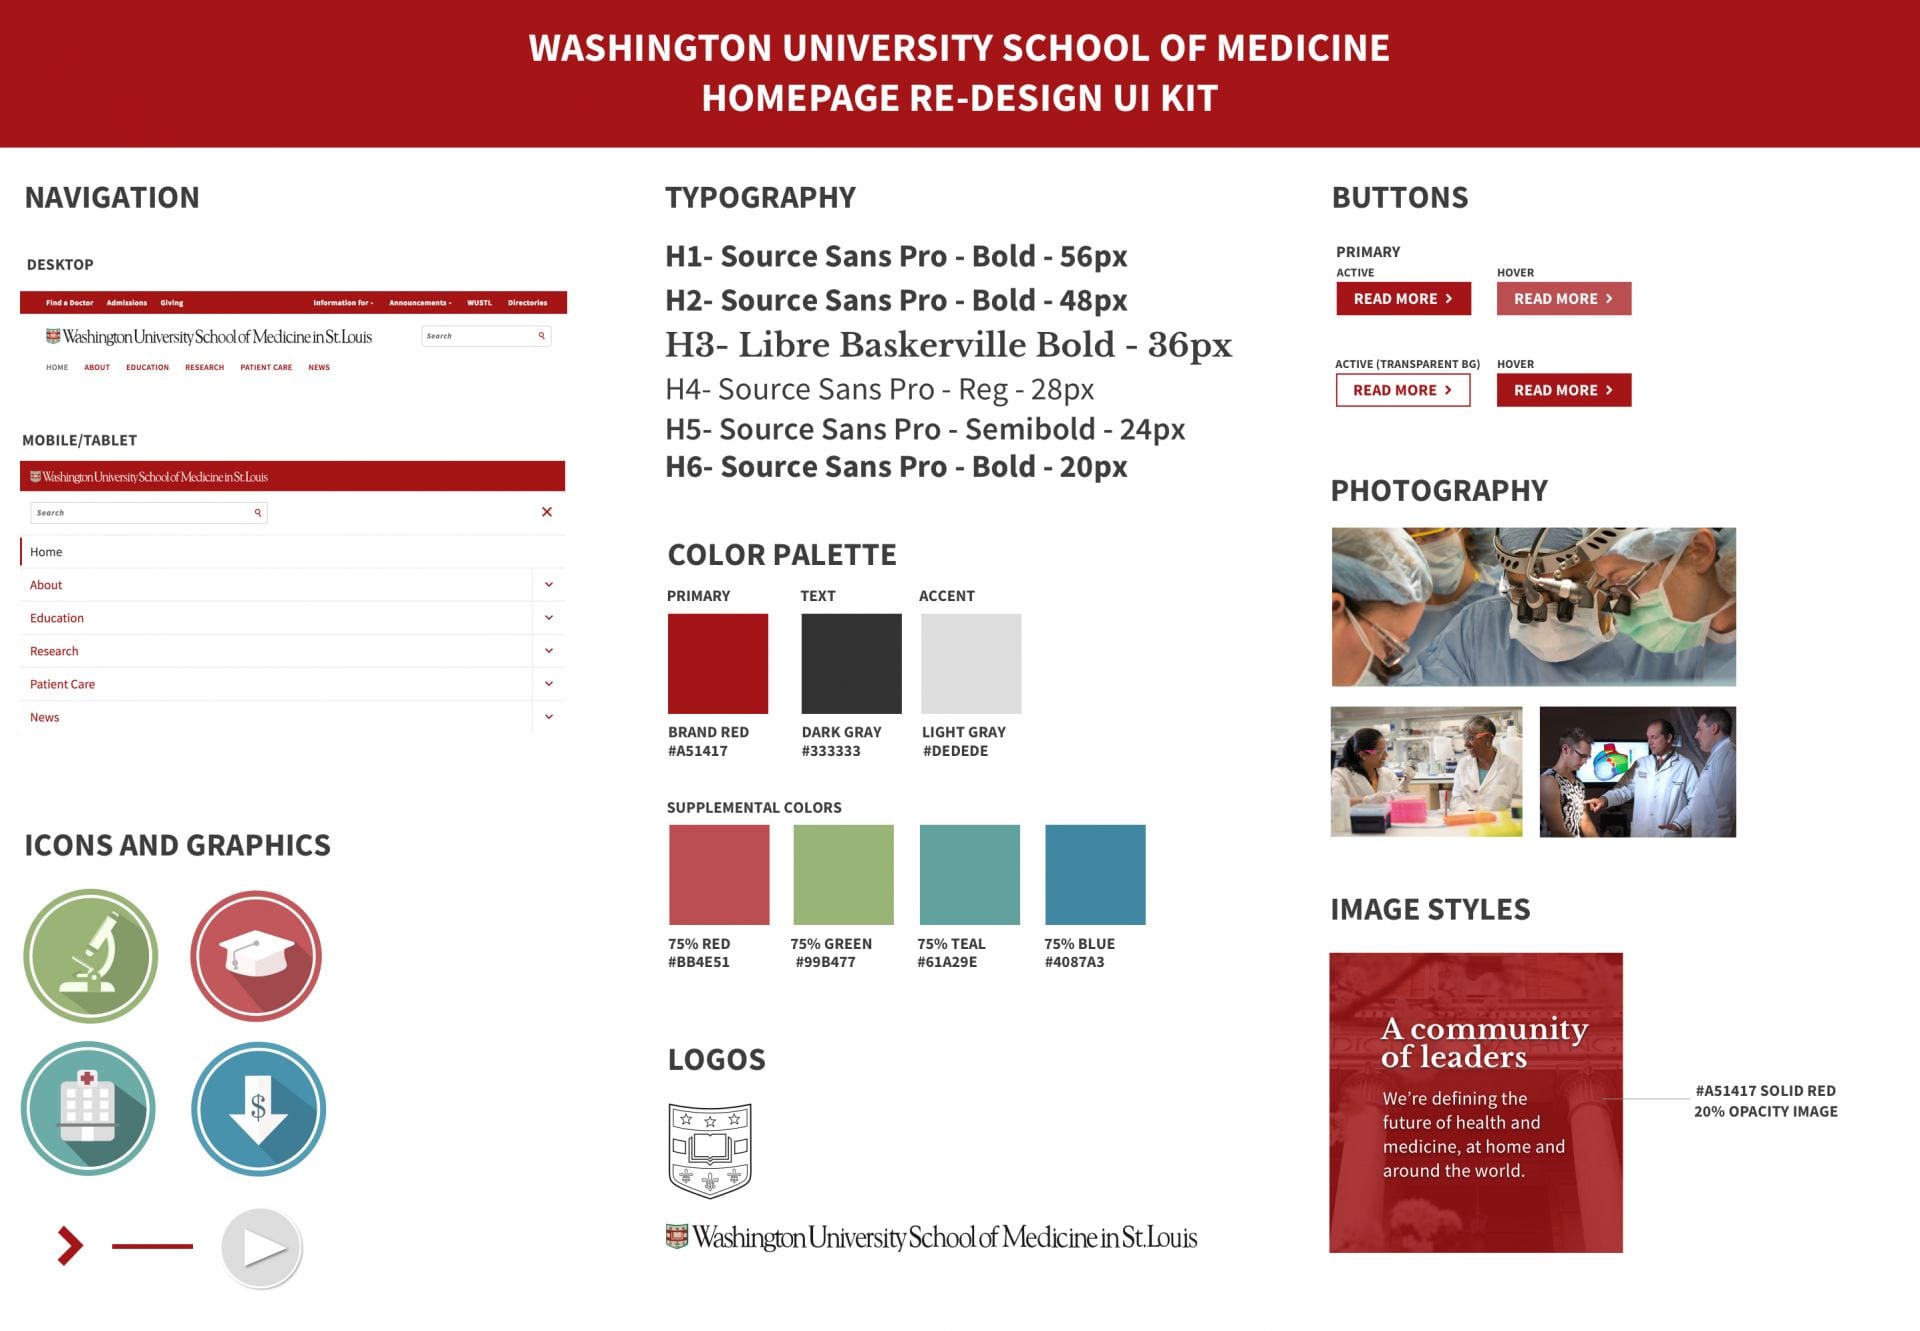 WASHINGTON UNIVERSITY SCHOOL OF MEDICINE
HOMEPAGE RE-DESIGN UI KIT
NAVIGATION
DESKTOP
Find a Doctor Admissions Giving Information for - Announcements - WUSTL Directories
Washington University School of Medicine in St. Louis
Search
HOME ABOUT EDUCATION RESEARCH PATIENT CARE NEWS
MOBILE/TABLET
Washington University School of Medicine in St. Louis
Search
Home
About
Education
Research
Patient Care
News
ICONS AND GRAPHICS
$
TYPOGRAPHY
H1- Source Sans Pro - Bold - 56px
H2- Source Sans Pro - Bold - 48px
H3- Libre Baskerville Bold - 36px
H4- Source Sans Pro - Reg - 28px
H5- Source Sans Pro - Semibold - 24px
H6- Source Sans Pro - Bold - 20px
COLOR PALETTE
PRIMARY TEXT ACCENT
BRAND RED DARK GRAY LIGHT GRAY
#A51417 #333333 #DEDEDE
SUPPLEMENTAL COLORS
75% RED 75% GREEN 75% TEAL 75% BLUE
#BB4E51 #99B477 #61A29E #4087A3
LOGOS
Washington University School of Medicine in St. Louis
BUTTONS
PRIMARY
ACTIVE HOVER
READ MORE > READ MORE >
ACTIVE (TRANSPARENT BG) HOVER
READ MORE > READ MORE >
PHOTOGRAPHY
IMAGE STYLES
A community
of leaders
We're defining the
future of health and
medicine, at home and
around the world.
#A51417 SOLID RED
20% OPACITY IMAGE